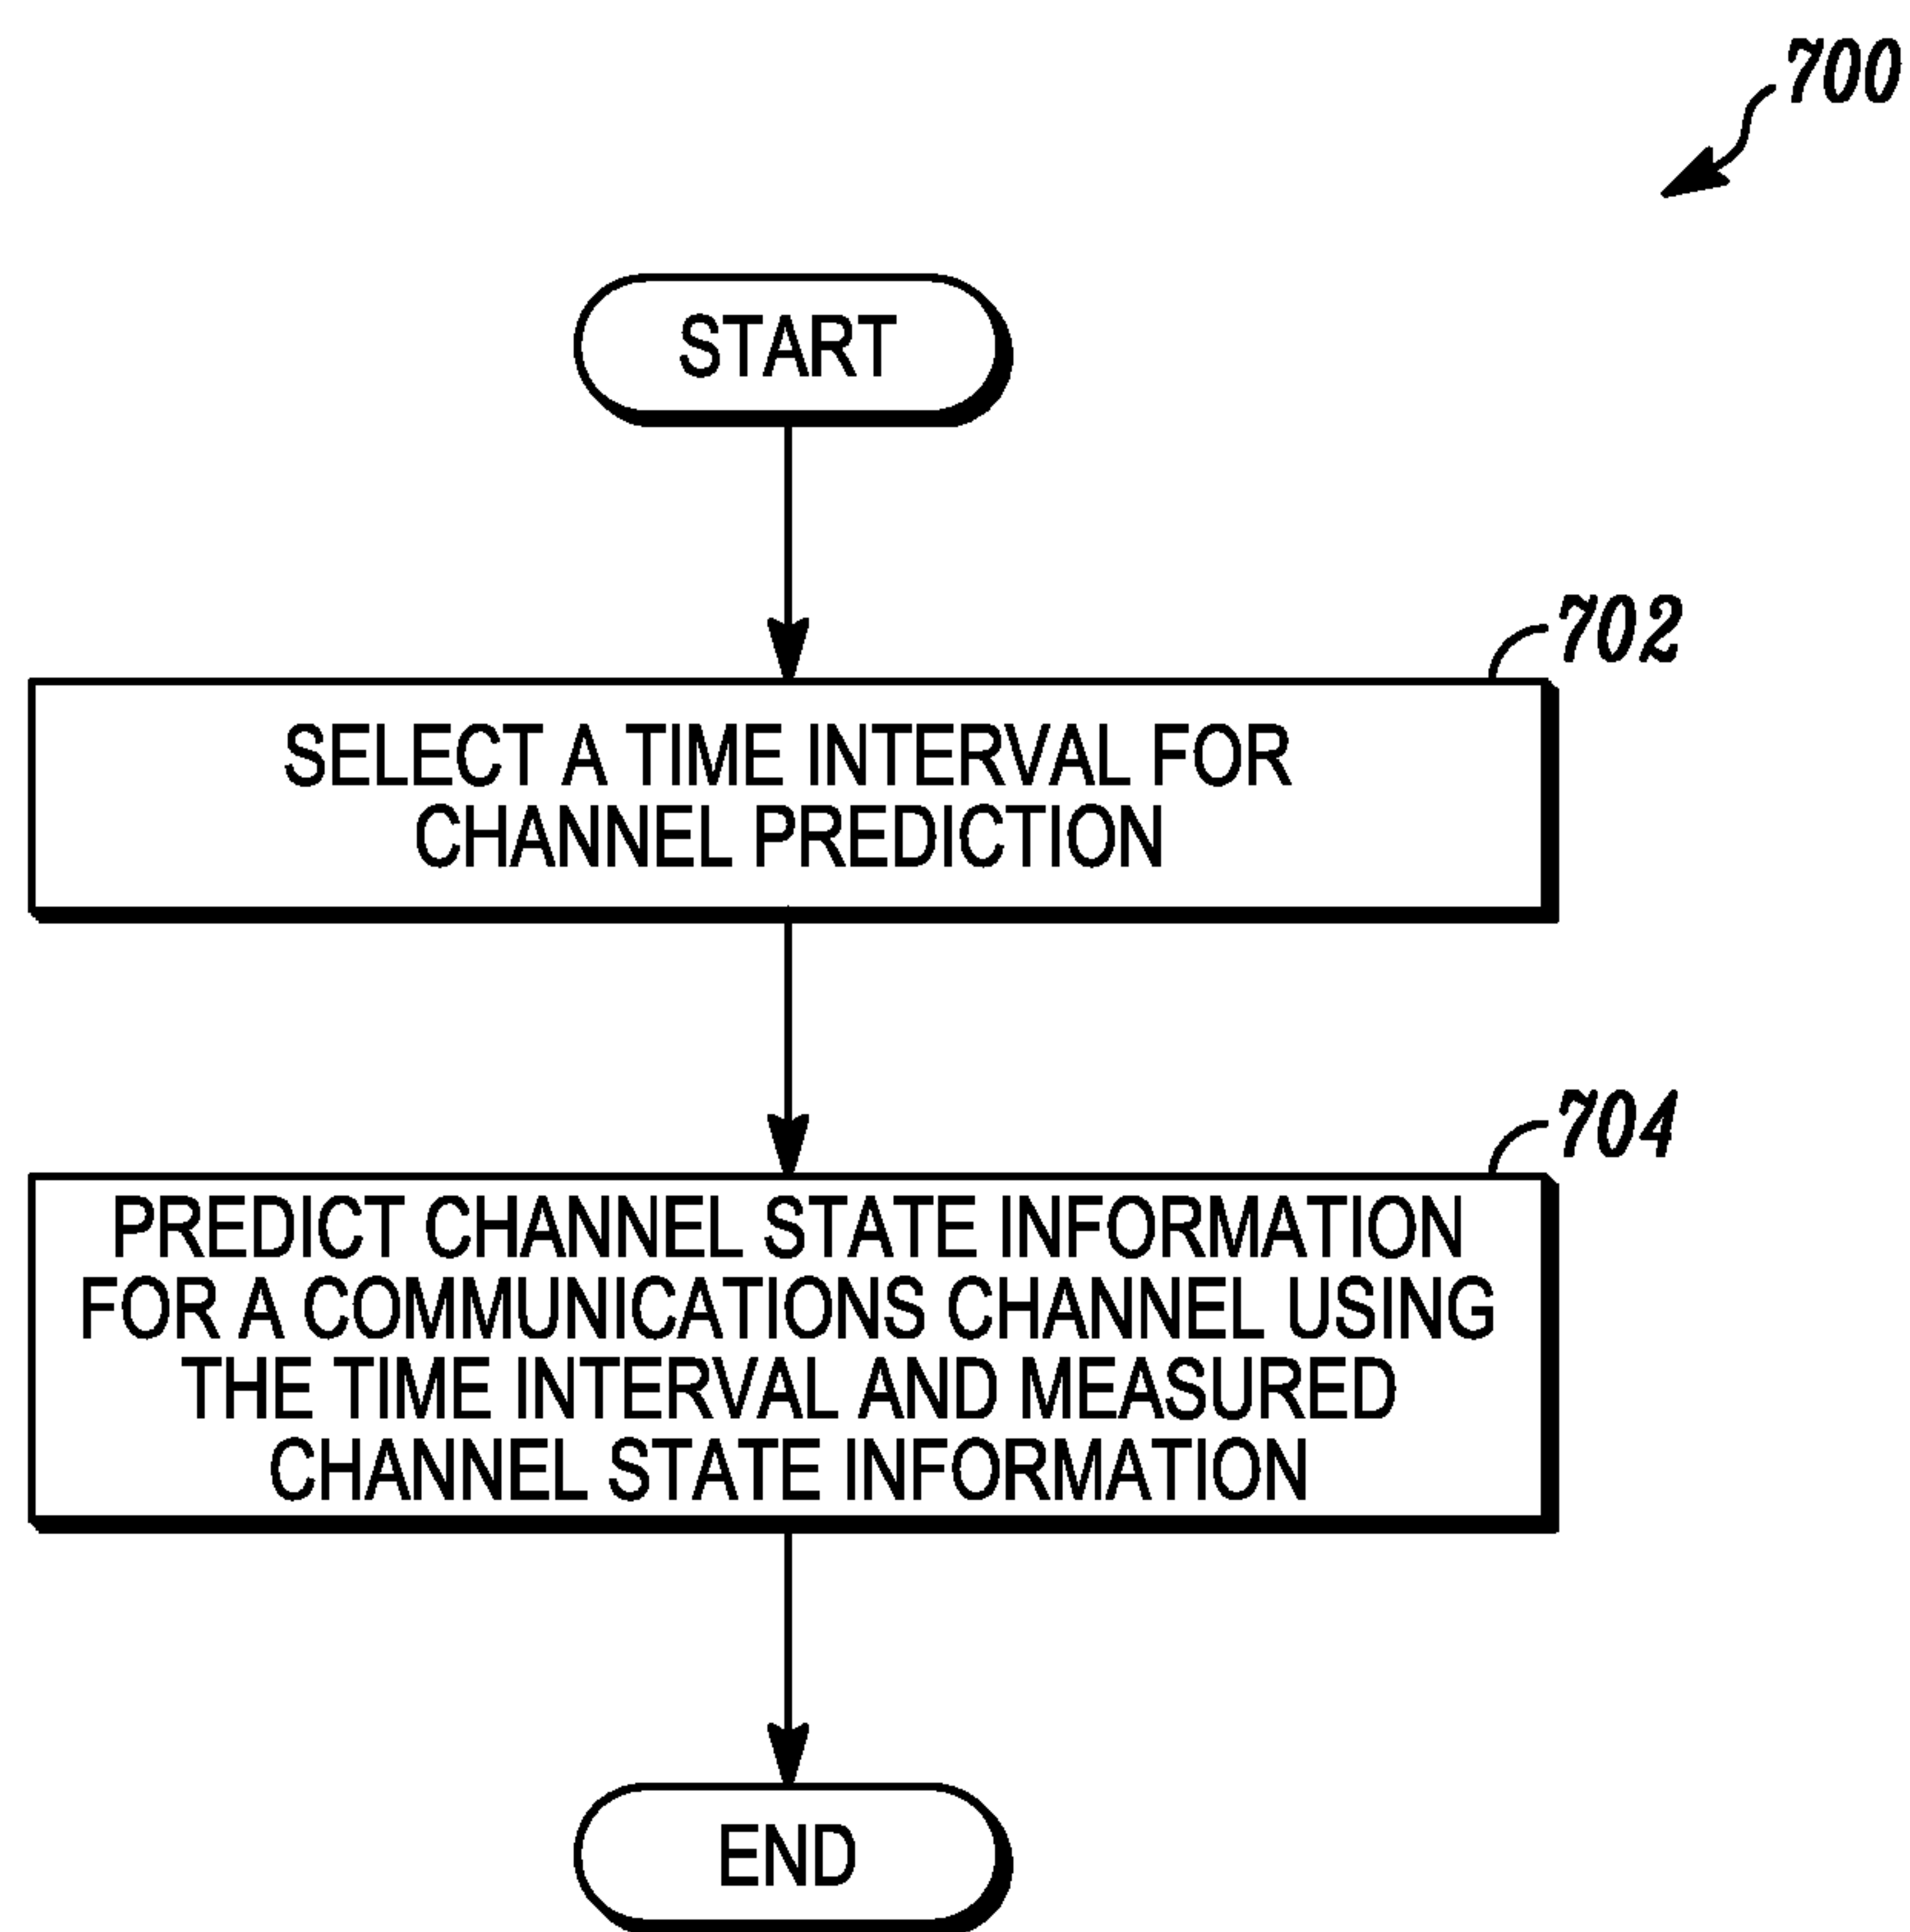 700
START
702
SELECT A TIME INTERVAL FOR
CHANNEL PREDICTION
704
PREDICT CHANNEL STATE INFORMATION
FOR A COMMUNICATIONS CHANNEL USING
THE TIME INTERVAL AND MEASURED
CHANNEL STATE INFORMATION
END